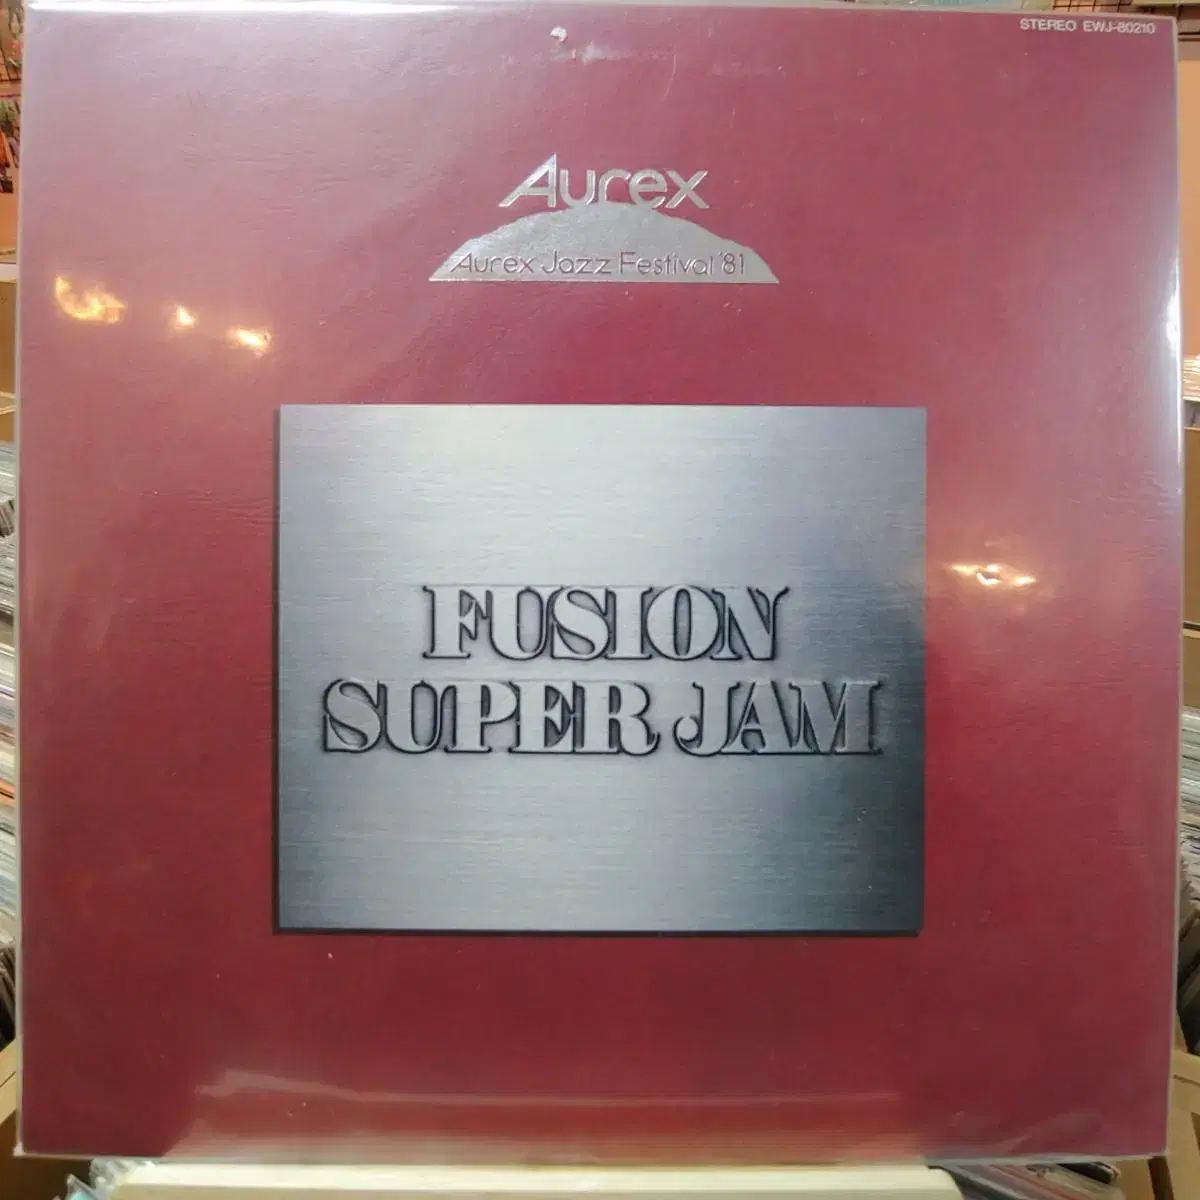 STEREO EWJ-80210
Aurex
Aurex Jazz Festival '81
FUSION
SUPER JAM